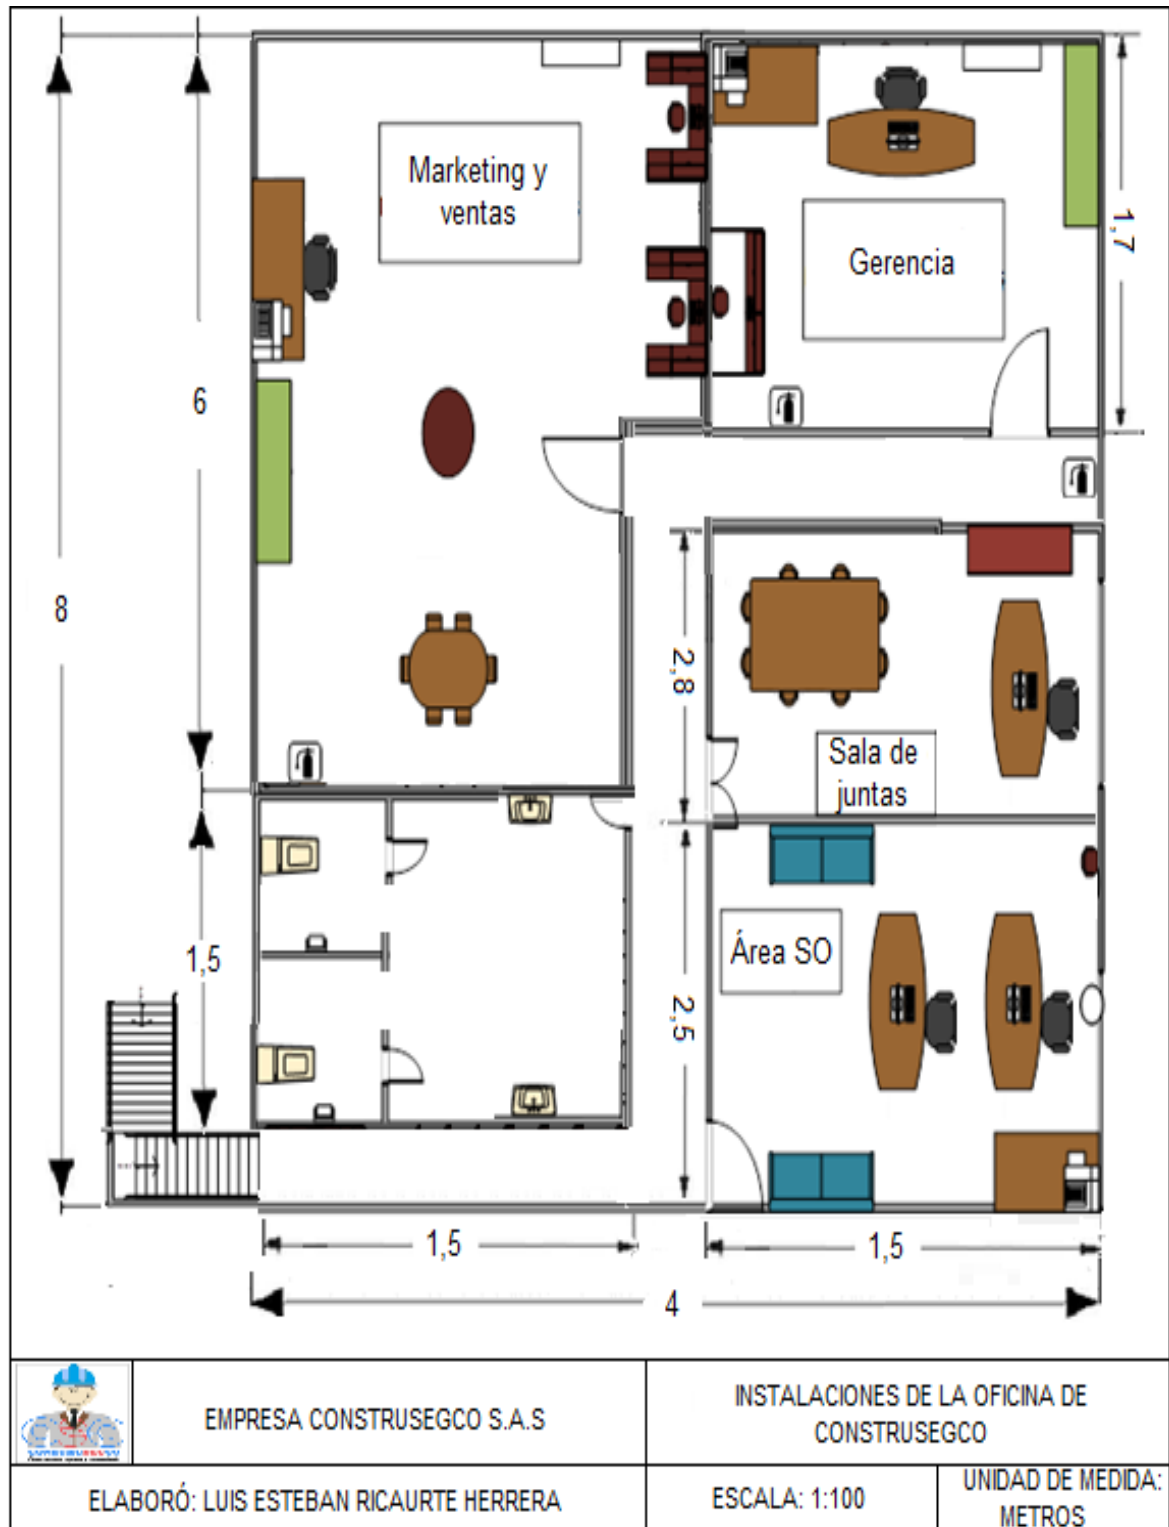 Marketing y
ventas
Gerencia
1,7
6
8
2,8
Sala de
juntas
Área SO
1,5
2,5
1,5
1,5
4
EMPRESA CONSTRUSEGCO S.A.S
INSTALACIONES DE LA OFICINA DE
CONSTRUSEGCO
ELABORÓ: LUIS ESTEBAN RICAURTE HERRERA
ESCALA: 1:100
UNIDAD DE MEDIDA:
METROS